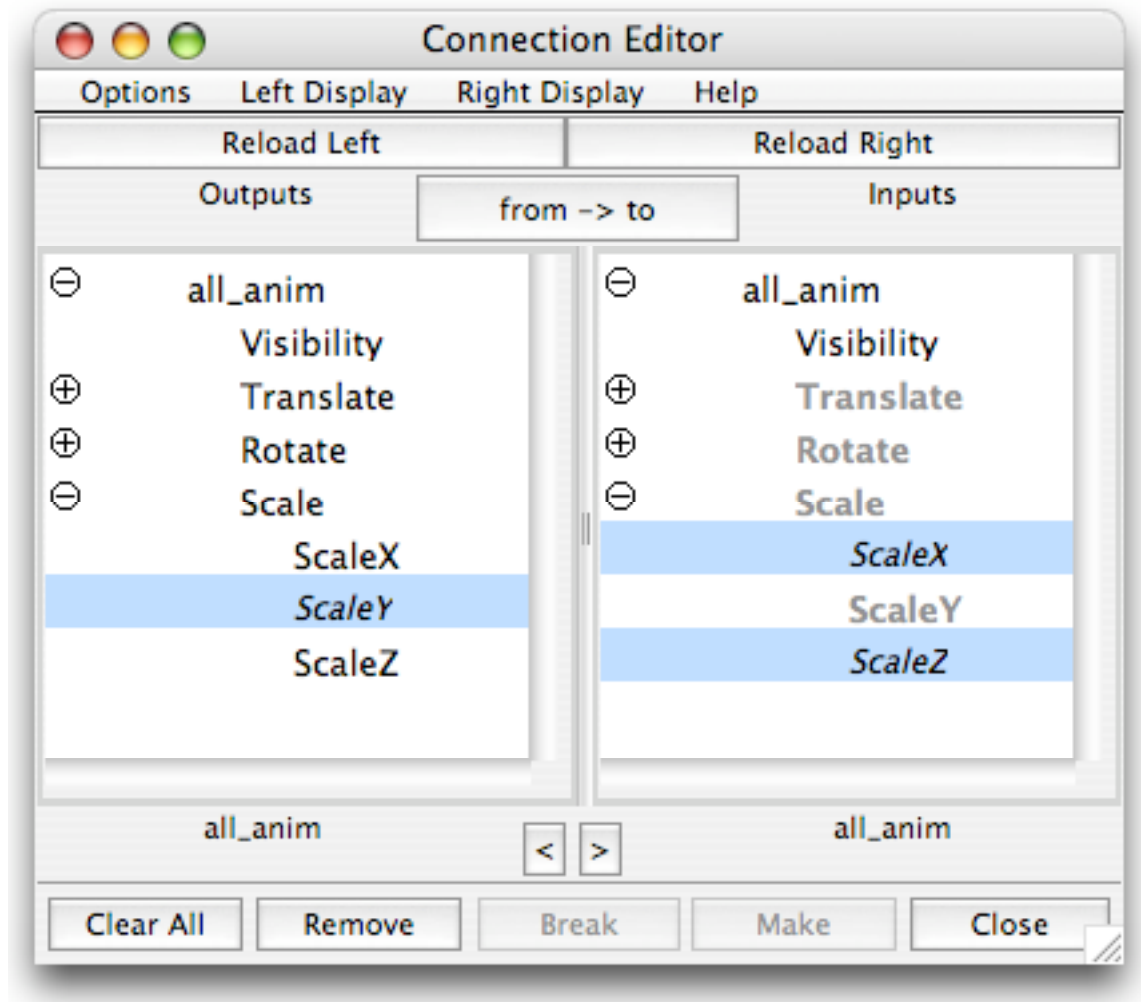 Connection Editor
Options Left Display Right Display Help
Reload Left Reload Right
Outputs from -> to Inputs
all_anim all_anim
Visibility Visibility
Translate Translate
Rotate Rotate
Scale Scale
ScaleX ScaleX
ScaleY ScaleY
ScaleZ ScaleZ
all_anim < > all_anim
Clear All Remove Break Make Close